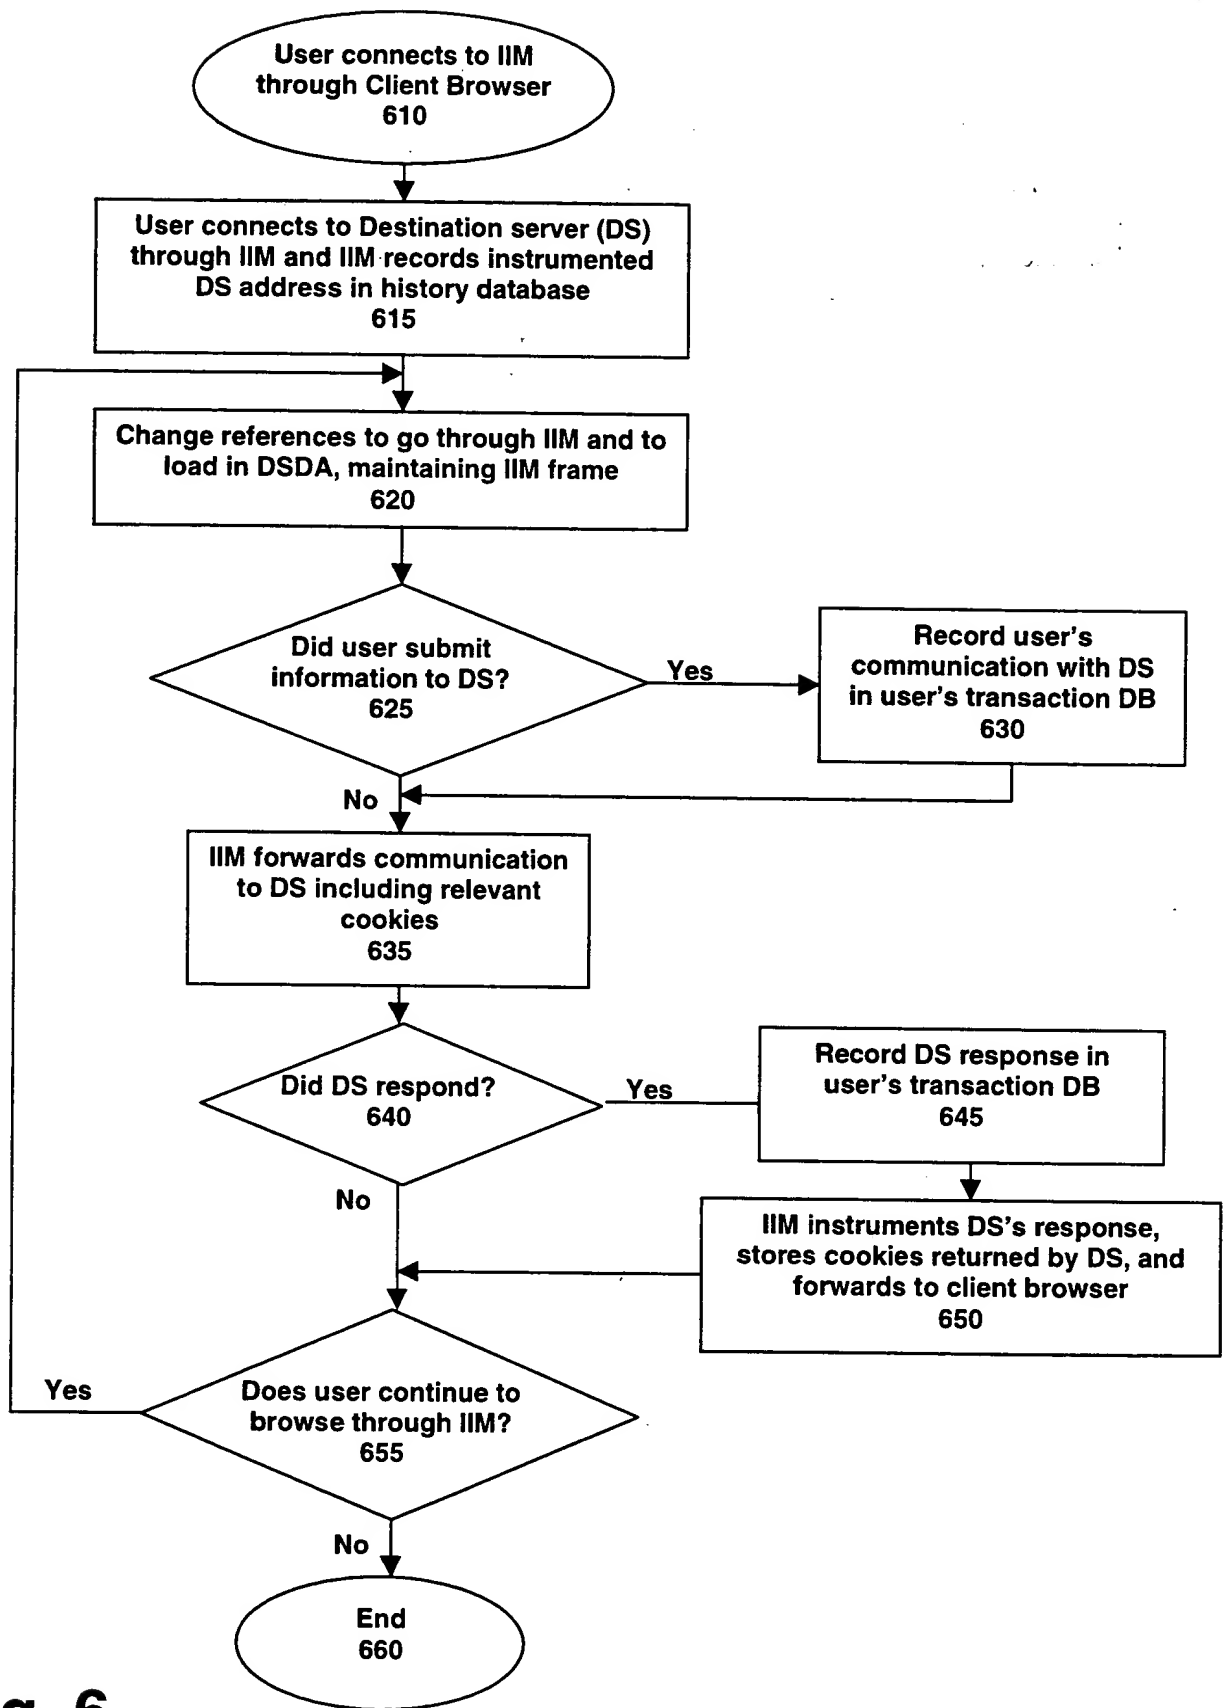 User connects to IIM
through Client Browser
610
User connects to Destination server (DS)
through IIM and IIM records instrumented
DS address in history database
615
Change references to go through IIM and to
load in DSDA, maintaining IIM frame
620
Did user submit
information to DS?
625
Yes
Record user's
communication with DS
in user's transaction DB
630
No
IIM forwards communication
to DS including relevant
cookies
635
Did DS respond?
640
Yes
Record DS response in
user's transaction DB
645
No
IIM instruments DS's response,
stores cookies returned by DS, and
forwards to client browser
650
Yes
Does user continue to
browse through IIM?
655
No
End
660